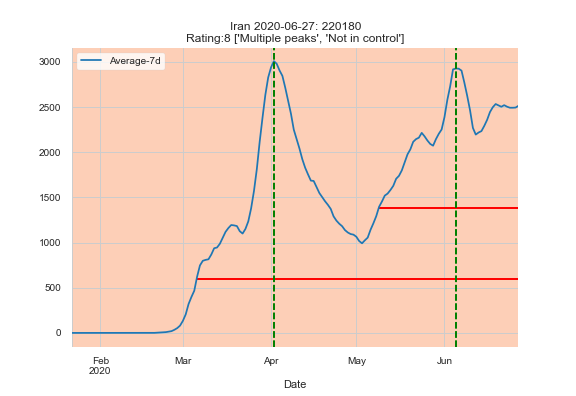 Iran 2020-06-27: 220180
Rating:8 ['Multiple peaks', 'Not in control']
Average-7d
3000
2500
2000
1500
1000
500
0
Feb
2020
Mar
Apr
May
Jun
Date